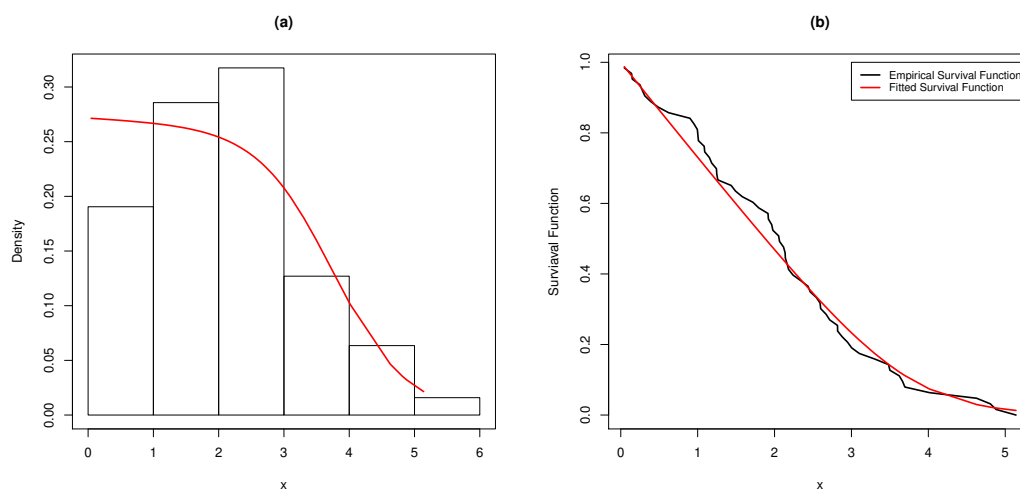 (a)
Density
0.00 0.05 0.10 0.15 0.20 0.25 0.30
0 1 2 3 4 5 6
x
(b)
Surviaval Function
0.0 0.2 0.4 0.6 0.8 1.0
Empirical Survival Function
Fitted Survival Function
0 1 2 3 4 5
x